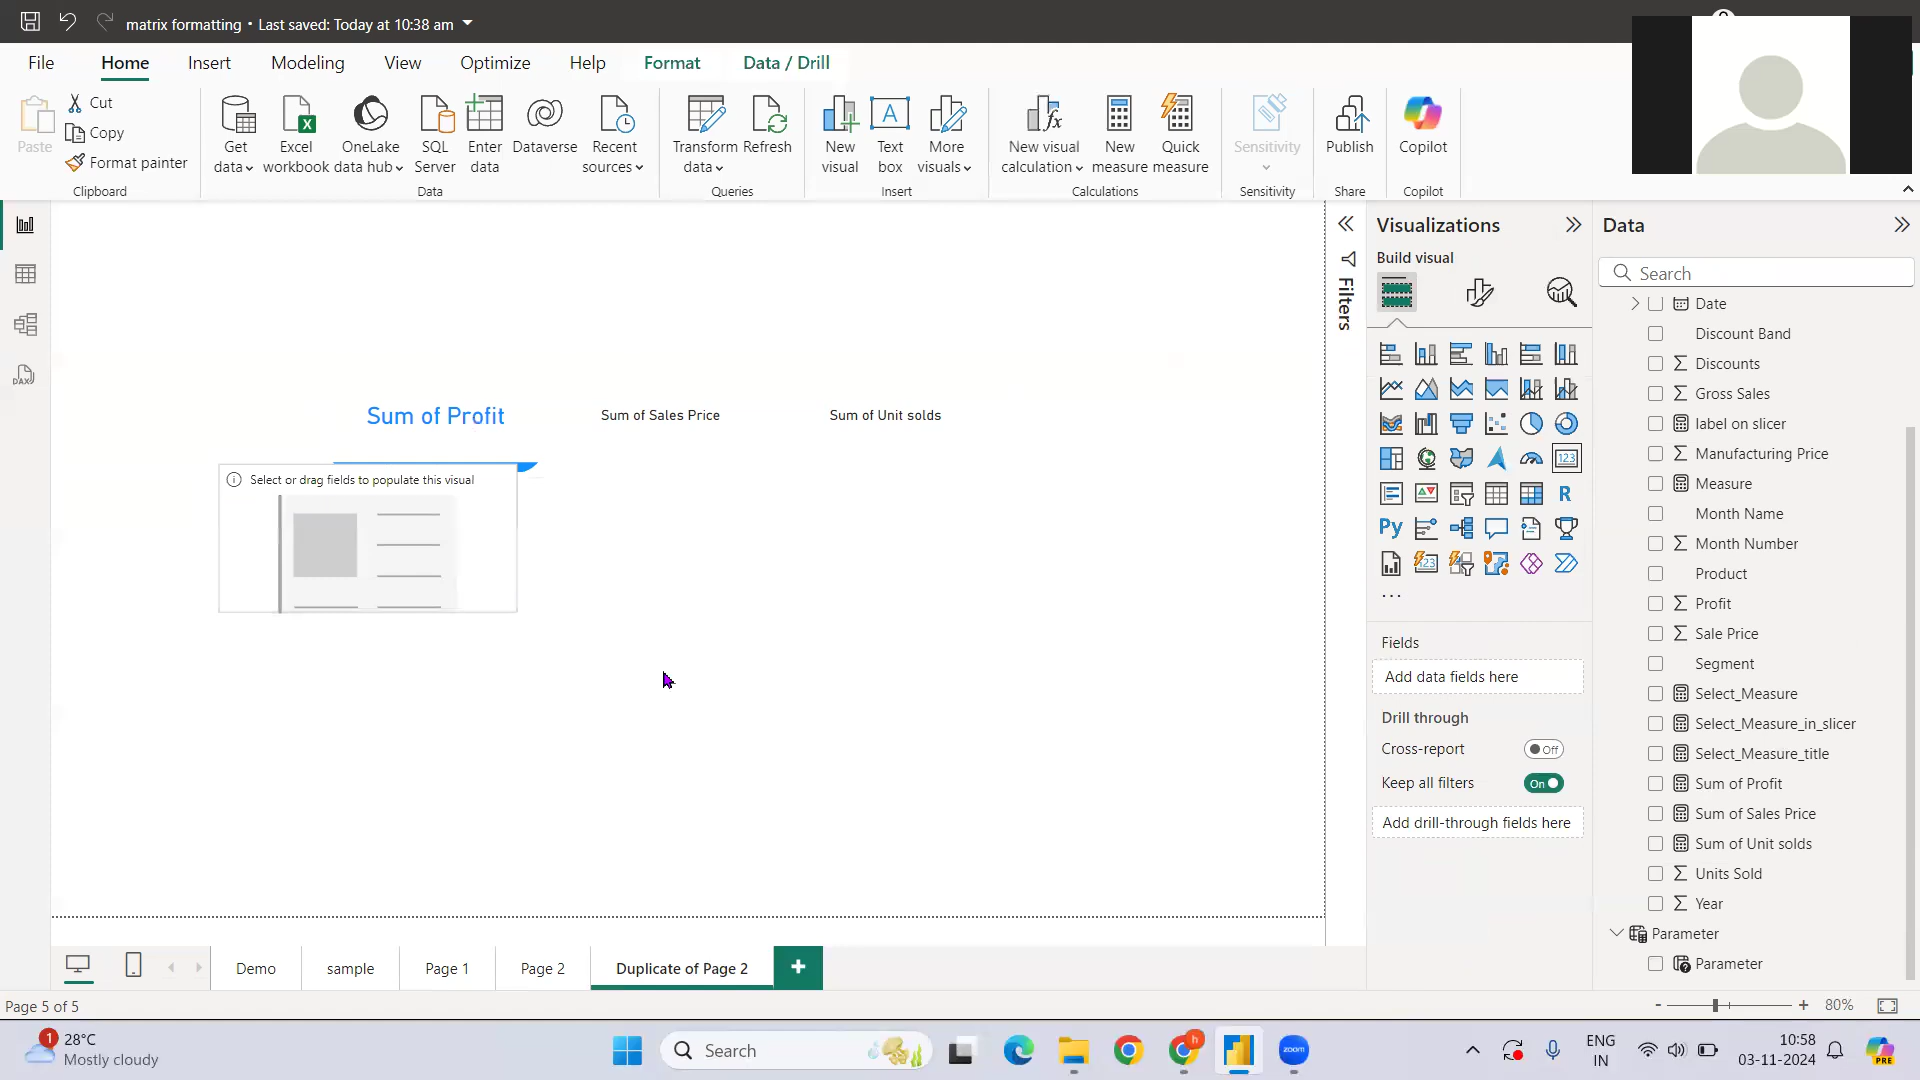 matrix formatting • Last saved: Today at 10:38 am
File Home Insert Modeling View Optimize Help Format Data / Drill
Paste
Cut
Copy
Format painter
Clipboard
Get data
Excel workbook
OneLake data hub
SQL Server
Enter data
Dataverse
Recent sources
Data
Transform data
Refresh
Queries
New visual
Text box
More visuals
Insert
New visual calculation
New measure
Quick measure
Calculations
Sensitivity
Sensitivity
Publish
Share
Copilot
Copilot
DAX
Sum of Profit Sum of Sales Price Sum of Unit solds
Select or drag fields to populate this visual
Filters
Visualizations
Build visual
123
R
Py
123
...
Fields
Add data fields here
Drill through
Cross-report Off
Keep all filters On
Add drill-through fields here
Data
Search
Date
Discount Band
Discounts
Gross Sales
label on slicer
Manufacturing Price
Measure
Month Name
Month Number
Product
Profit
Sale Price
Segment
Select_Measure
Select_Measure_in_slicer
Select_Measure_title
Sum of Profit
Sum of Sales Price
Sum of Unit solds
Units Sold
Year
Parameter
Parameter
Demo sample Page 1 Page 2 Duplicate of Page 2 +
Page 5 of 5
- + 80%
1
28°C
Mostly cloudy
Search
h
zoom
ENG
IN
10:58
03-11-2024
PRE